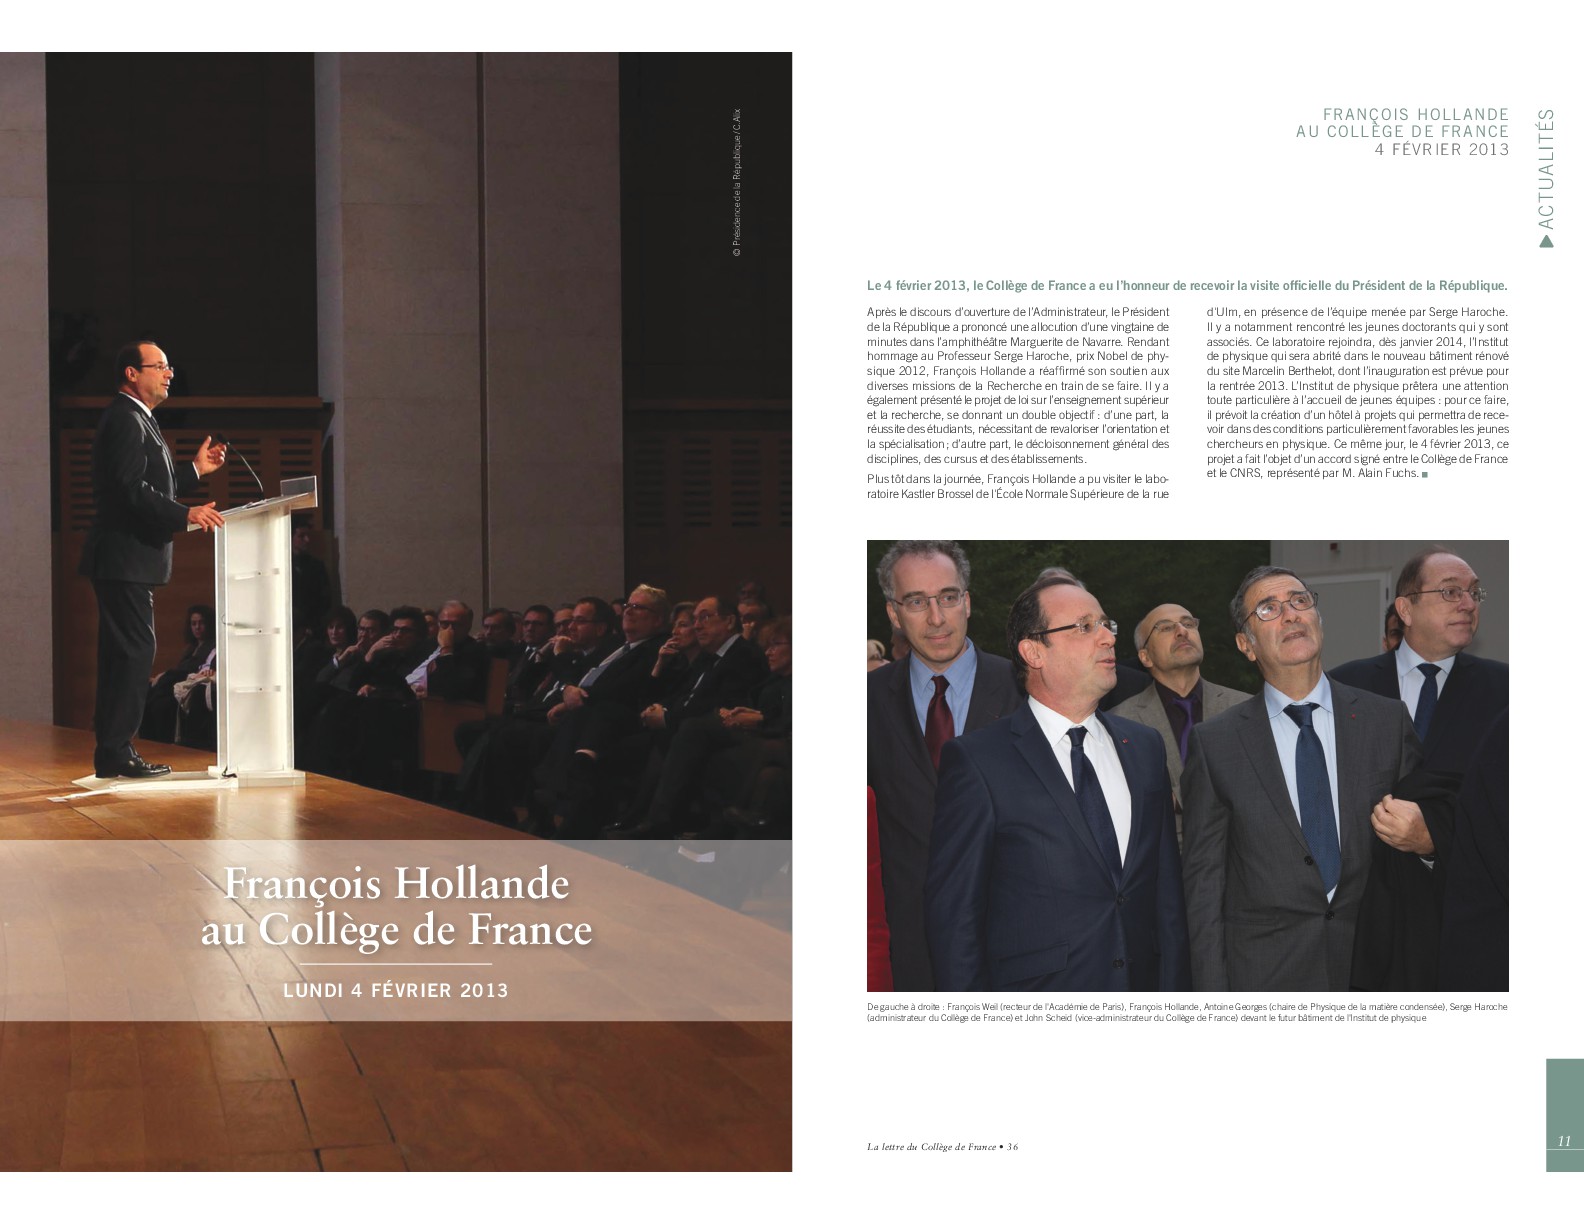 © Présidence de la République / C.Alix
François Hollande
au Collège de France
LUNDI 4 FÉVRIER 2013
FRANÇOIS HOLLANDE
AU COLLÈGE DE FRANCE
4 FÉVRIER 2013
ACTUALITÉS
Le 4 février 2013, le Collège de France a eu l’honneur de recevoir la visite officielle du Président de la République.
Après le discours d’ouverture de l’Administrateur, le Président
de la République a prononcé une allocution d’une vingtaine de
minutes dans l’amphithéâtre Marguerite de Navarre. Rendant
hommage au Professeur Serge Haroche, prix Nobel de phy-
sique 2012, François Hollande a réaffirmé son soutien aux
diverses missions de la Recherche en train de se faire. Il y a
également présenté le projet de loi sur l’enseignement supérieur
et la recherche, se donnant un double objectif : d’une part, la
réussite des étudiants, nécessitant de revaloriser l’orientation et
la spécialisation ; d’autre part, le décloisonnement général des
disciplines, des cursus et des établissements.
Plus tôt dans la journée, François Hollande a pu visiter le labo-
ratoire Kastler Brossel de l’École Normale Supérieure de la rue
d’Ulm, en présence de l’équipe menée par Serge Haroche.
Il y a notamment rencontré les jeunes doctorants qui y sont
associés. Ce laboratoire rejoindra, dès janvier 2014, l’Institut
de physique qui sera abrité dans le nouveau bâtiment rénové
du site Marcelin Berthelot, dont l’inauguration est prévue pour
la rentrée 2013. L’Institut de physique prêtera une attention
toute particulière à l’accueil de jeunes équipes : pour ce faire,
il prévoit la création d’un hôtel à projets qui permettra de rece-
voir dans des conditions particulièrement favorables les jeunes
chercheurs en physique. Ce même jour, le 4 février 2013, ce
projet a fait l’objet d’un accord signé entre le Collège de France
et le CNRS, représenté par M. Alain Fuchs.
De gauche à droite : François Weil (recteur de l’Académie de Paris), François Hollande, Antoine Georges (chaire de Physique de la matière condensée), Serge Haroche
(administrateur du Collège de France) et John Scheid (vice-administrateur du Collège de France) devant le futur bâtiment de l’Institut de physique
La lettre du Collège de France • 36
11